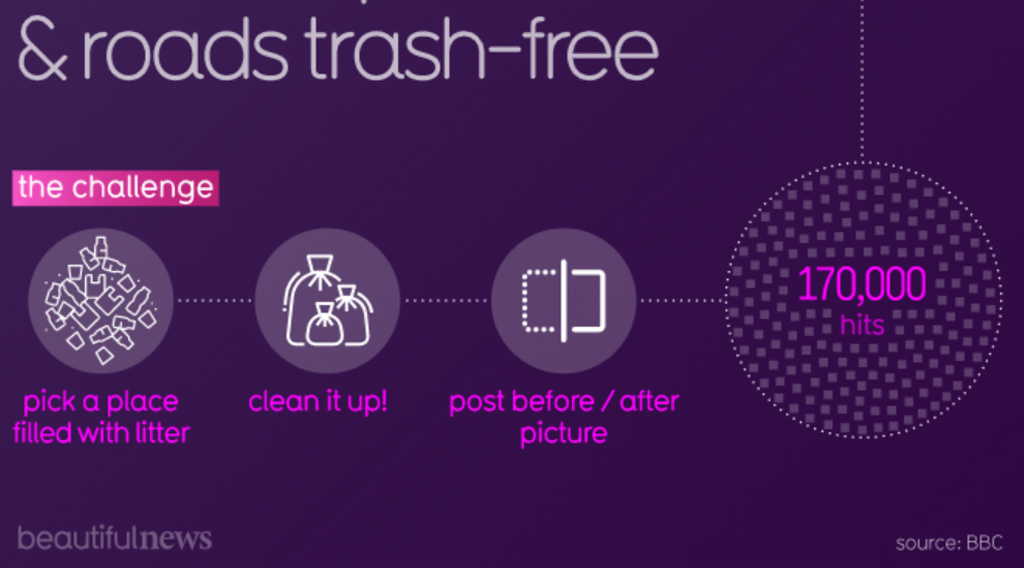 & roads trash-free
the challenge
pick a place
filled with litter
clean it up!
post before / after
picture
170,000
hits
beautifulnews
source: BBC